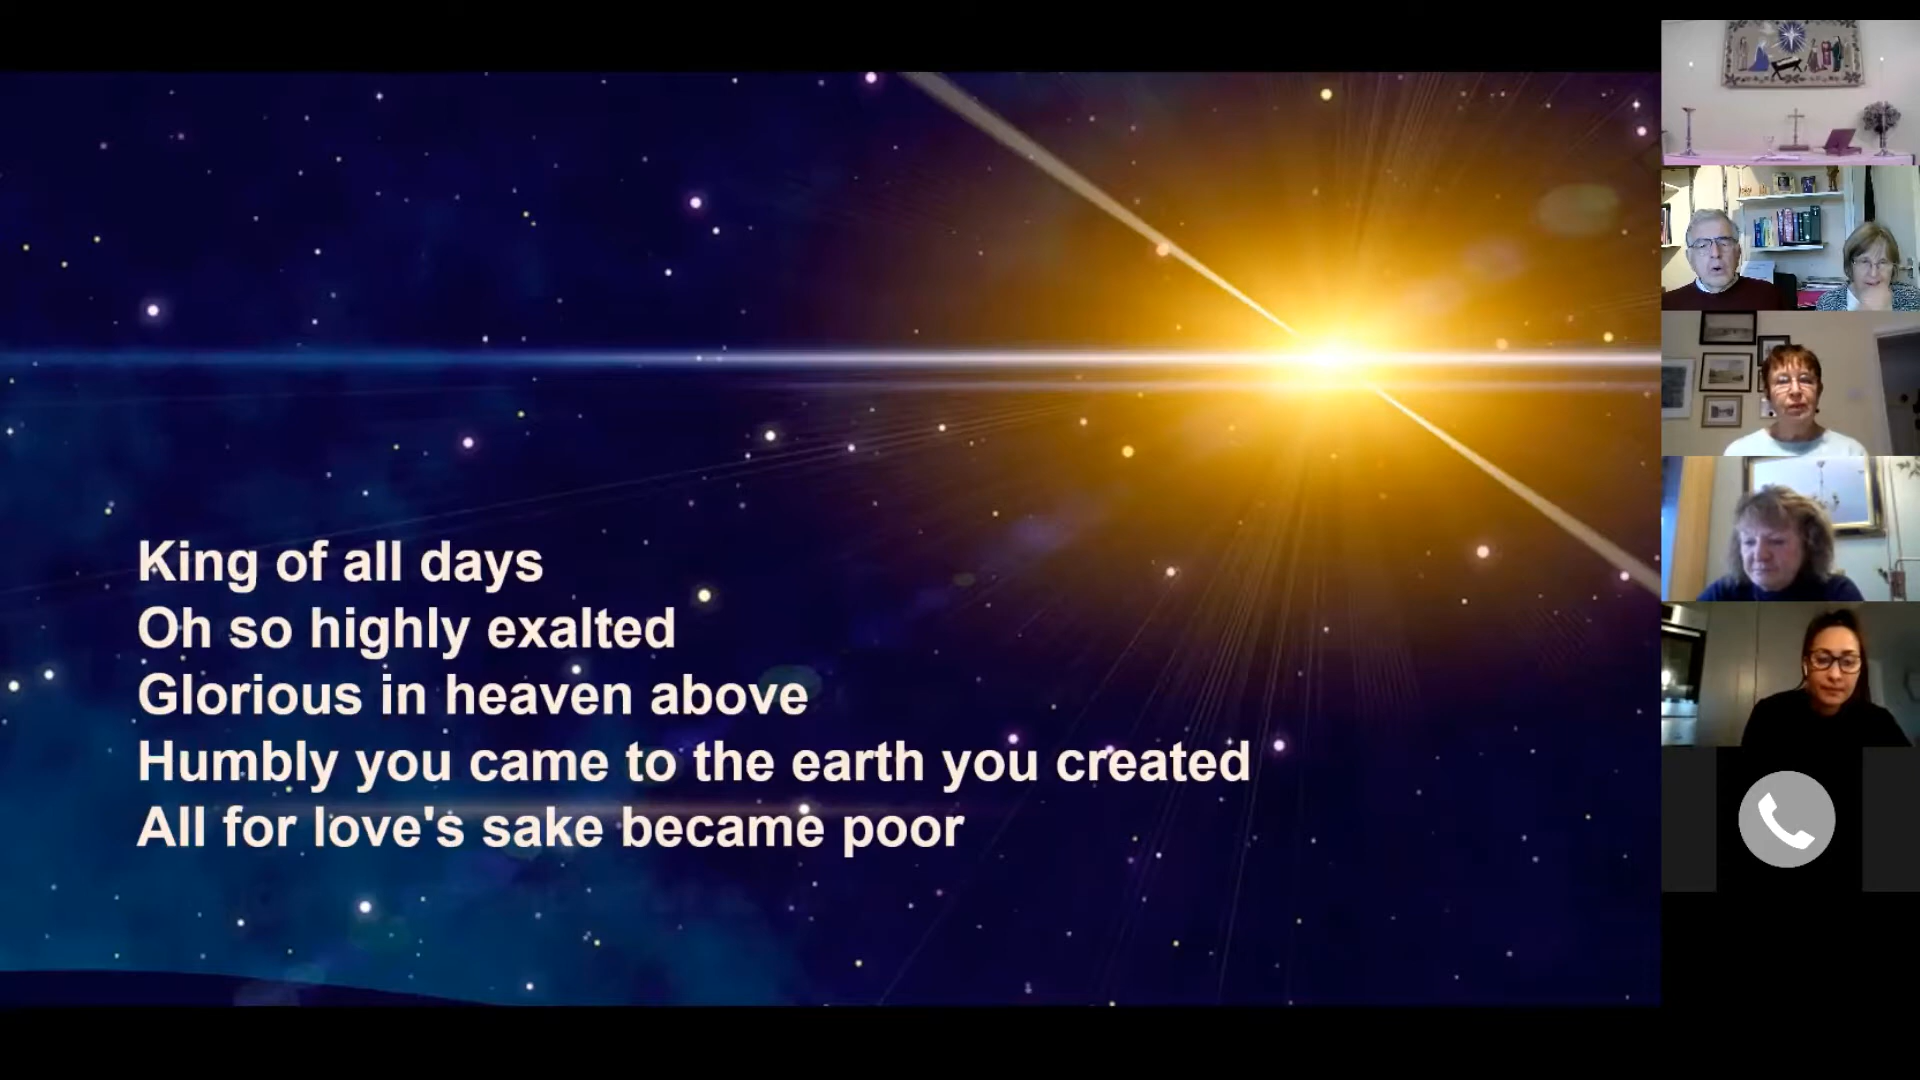 King of all days
Oh so highly exalted
Glorious in heaven above
Humbly you came to the earth you created
All for love's sake became poor